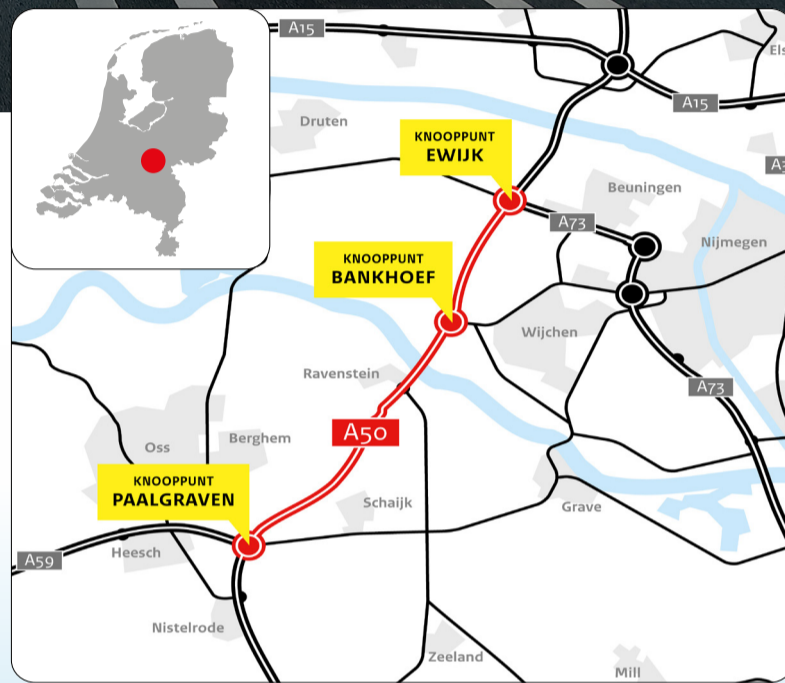 A15
Els
A15
Druten
KNOOPPUNT
EWIJK
A73
Beuningen
Nijmegen
KNOOPPUNT
BANKHOEF
Wijchen
Ravenstein
A73
A50
Oss
Berghem
KNOOPPUNT
PAALGRAVEN
Schaijk
Grave
Heesch
A59
Nistelrode
Zeeland
Mill